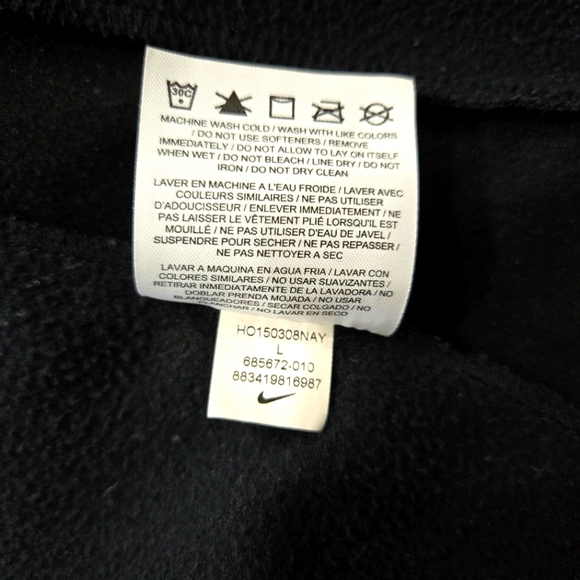 30C
MACHINE WASH COLD / WASH WITH LIKE COLORS
/ DO NOT USE SOFTENERS / REMOVE
IMMEDIATELY / DO NOT ALLOW TO LAY ON ITSELF
WHEN WET / DO NOT BLEACH / LINE DRY / DO NOT
IRON / DO NOT DRY CLEAN
LAVER EN MACHINE A L'EAU FROIDE / LAVER AVEC
COULEURS SIMILAIRES / NE PAS UTILISER
D'ADOUCISSEUR / ENLEVER IMMEDIATEMENT / NE
PAS LAISSER LE VÊTEMENT PLIÉ LORSQU'IL EST
MOUILLÉ / NE PAS UTILISER D'EAU DE JAVEL /
SUSPENDRE POUR SECHER / NE PAS REPASSER /
NE PAS NETTOYER A SEC
LAVAR A MAQUINA EN AGUA FRIA / LAVAR CON
COLORES SIMILARES / NO USAR SUAVIZANTES /
RETIRAR INMEDIATAMENTE DE LA LAVADORA / NO
DOBLAR PRENDA MOJADA / NO USAR
BLANQUEADORES / SECAR COLGADO / NO
PLANCHAR / NO LAVAR EN SECO
HO150308NAY
L
685672-010
883419816987